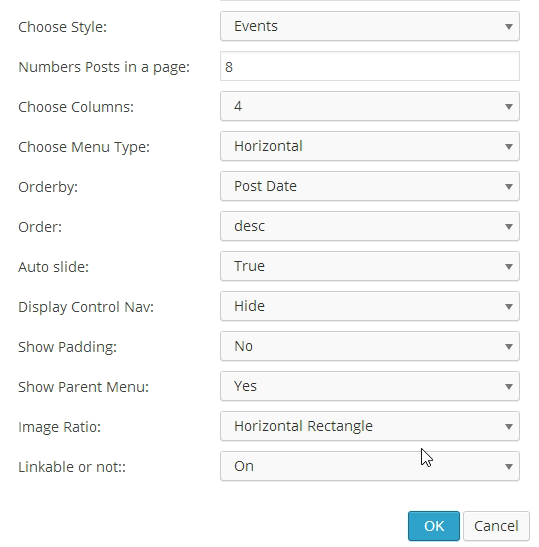 Choose Style: Events
Numbers Posts in a page: 8
Choose Columns: 4
Choose Menu Type: Horizontal
Orderby: Post Date
Order: desc
Auto slide: True
Display Control Nav: Hide
Show Padding: No
Show Parent Menu: Yes
Image Ratio: Horizontal Rectangle
Linkable or not:: On
OK Cancel